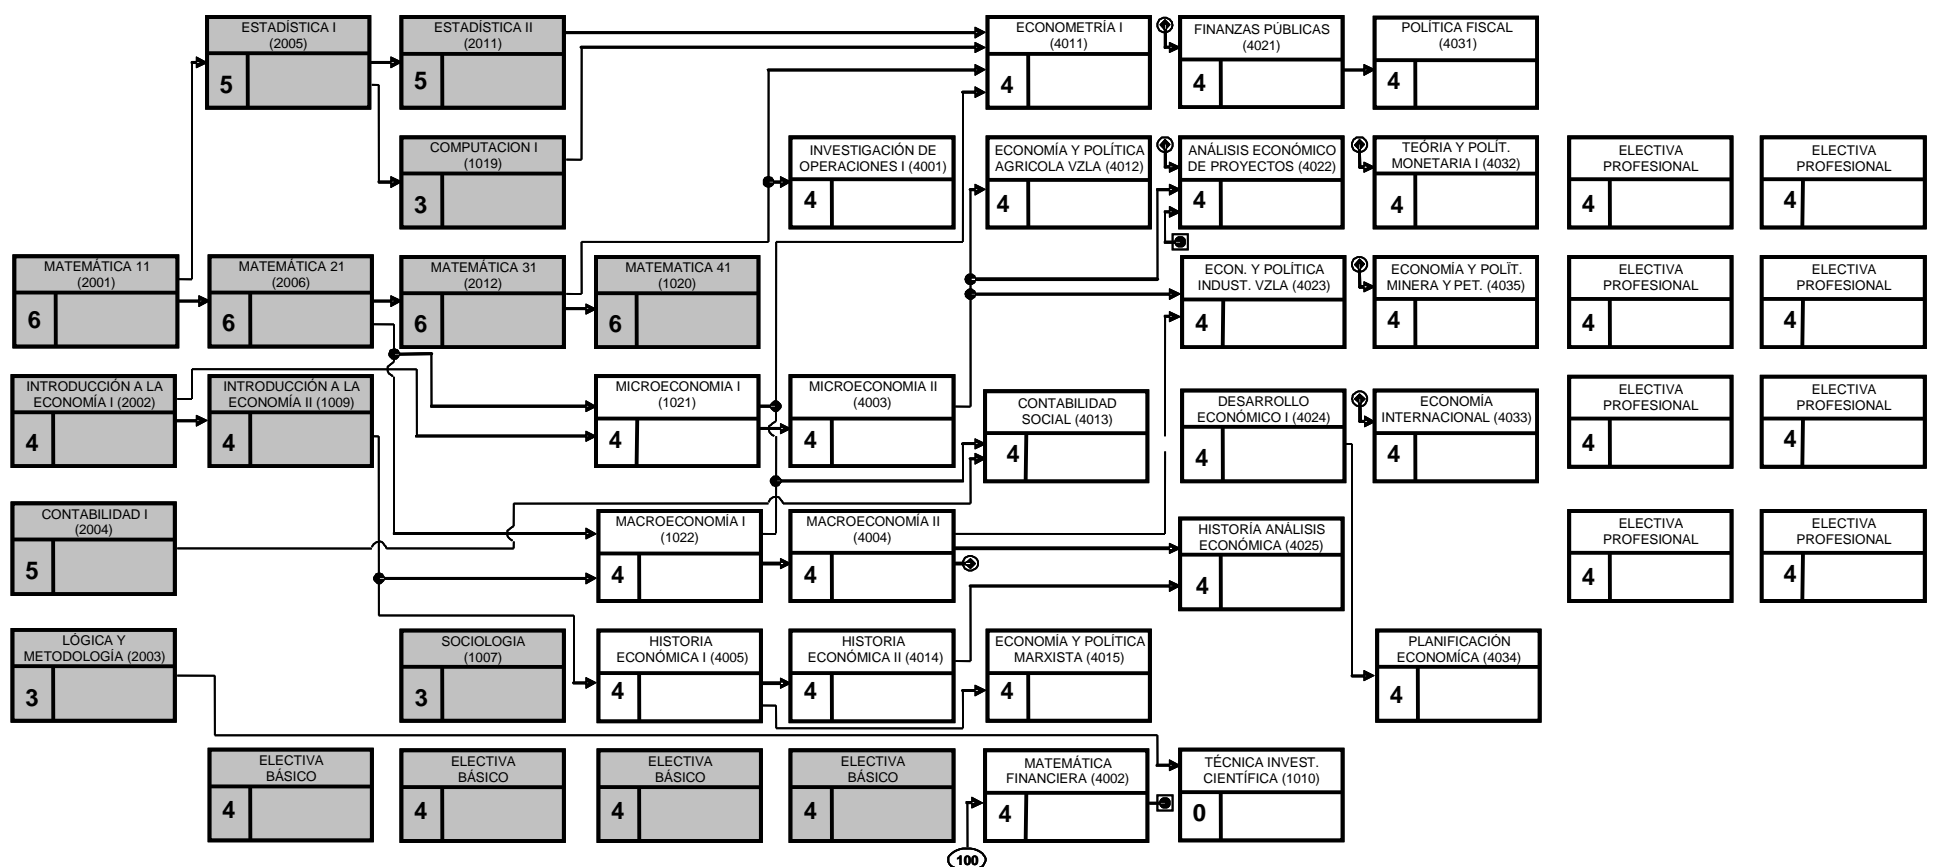 ESTADÍSTICA I
(2005)
5
ESTADÍSTICA II
(2011)
5
ECONOMETRÍA I
(4011)
4
FINANZAS PÚBLICAS
(4021)
4
POLÍTICA FISCAL
(4031)
4
COMPUTACION I
(1019)
3
INVESTIGACIÓN DE
OPERACIONES I (4001)
4
ECONOMÍA Y POLÍTICA
AGRICOLA VZLA (4012)
4
ANÁLISIS ECONÓMICO
DE PROYECTOS (4022)
4
TEÓRIA Y POLÍT.
MONETARIA I (4032)
4
ELECTIVA
PROFESIONAL
4
ELECTIVA
PROFESIONAL
4
MATEMÁTICA 11
(2001)
6
MATEMÁTICA 21
(2006)
6
MATEMÁTICA 31
(2012)
6
MATEMATICA 41
(1020)
6
ECON. Y POLÍTICA
INDUST. VZLA (4023)
4
ECONOMÍA Y POLÏT.
MINERA Y PET. (4035)
4
ELECTIVA
PROFESIONAL
4
ELECTIVA
PROFESIONAL
4
INTRODUCCIÓN A LA
ECONOMÍA I (2002)
4
INTRODUCCIÓN A LA
ECONOMÍA II (1009)
4
MICROECONOMIA I
(1021)
4
MICROECONOMIA II
(4003)
4
CONTABILIDAD
SOCIAL (4013)
4
DESARROLLO
ECONÓMICO I (4024)
4
ECONOMÍA
INTERNACIONAL (4033)
4
ELECTIVA
PROFESIONAL
4
ELECTIVA
PROFESIONAL
4
CONTABILIDAD I
(2004)
5
MACROECONOMÍA I
(1022)
4
MACROECONOMÍA II
(4004)
4
HISTORÍA ANÁLISIS
ECONÓMICA (4025)
4
ELECTIVA
PROFESIONAL
4
ELECTIVA
PROFESIONAL
4
LÓGICA Y
METODOLOGÍA (2003)
3
SOCIOLOGIA
(1007)
3
HISTORIA
ECONÓMICA I (4005)
4
HISTORIA
ECONÓMICA II (4014)
4
ECONOMÍA Y POLÍTICA
MARXISTA (4015)
4
PLANIFICACIÓN
ECONOMÍCA (4034)
4
ELECTIVA
BÁSICO
4
ELECTIVA
BÁSICO
4
ELECTIVA
BÁSICO
4
ELECTIVA
BÁSICO
4
MATEMÁTICA
FINANCIERA (4002)
4
TÉCNICA INVEST.
CIENTÍFICA (1010)
0
100